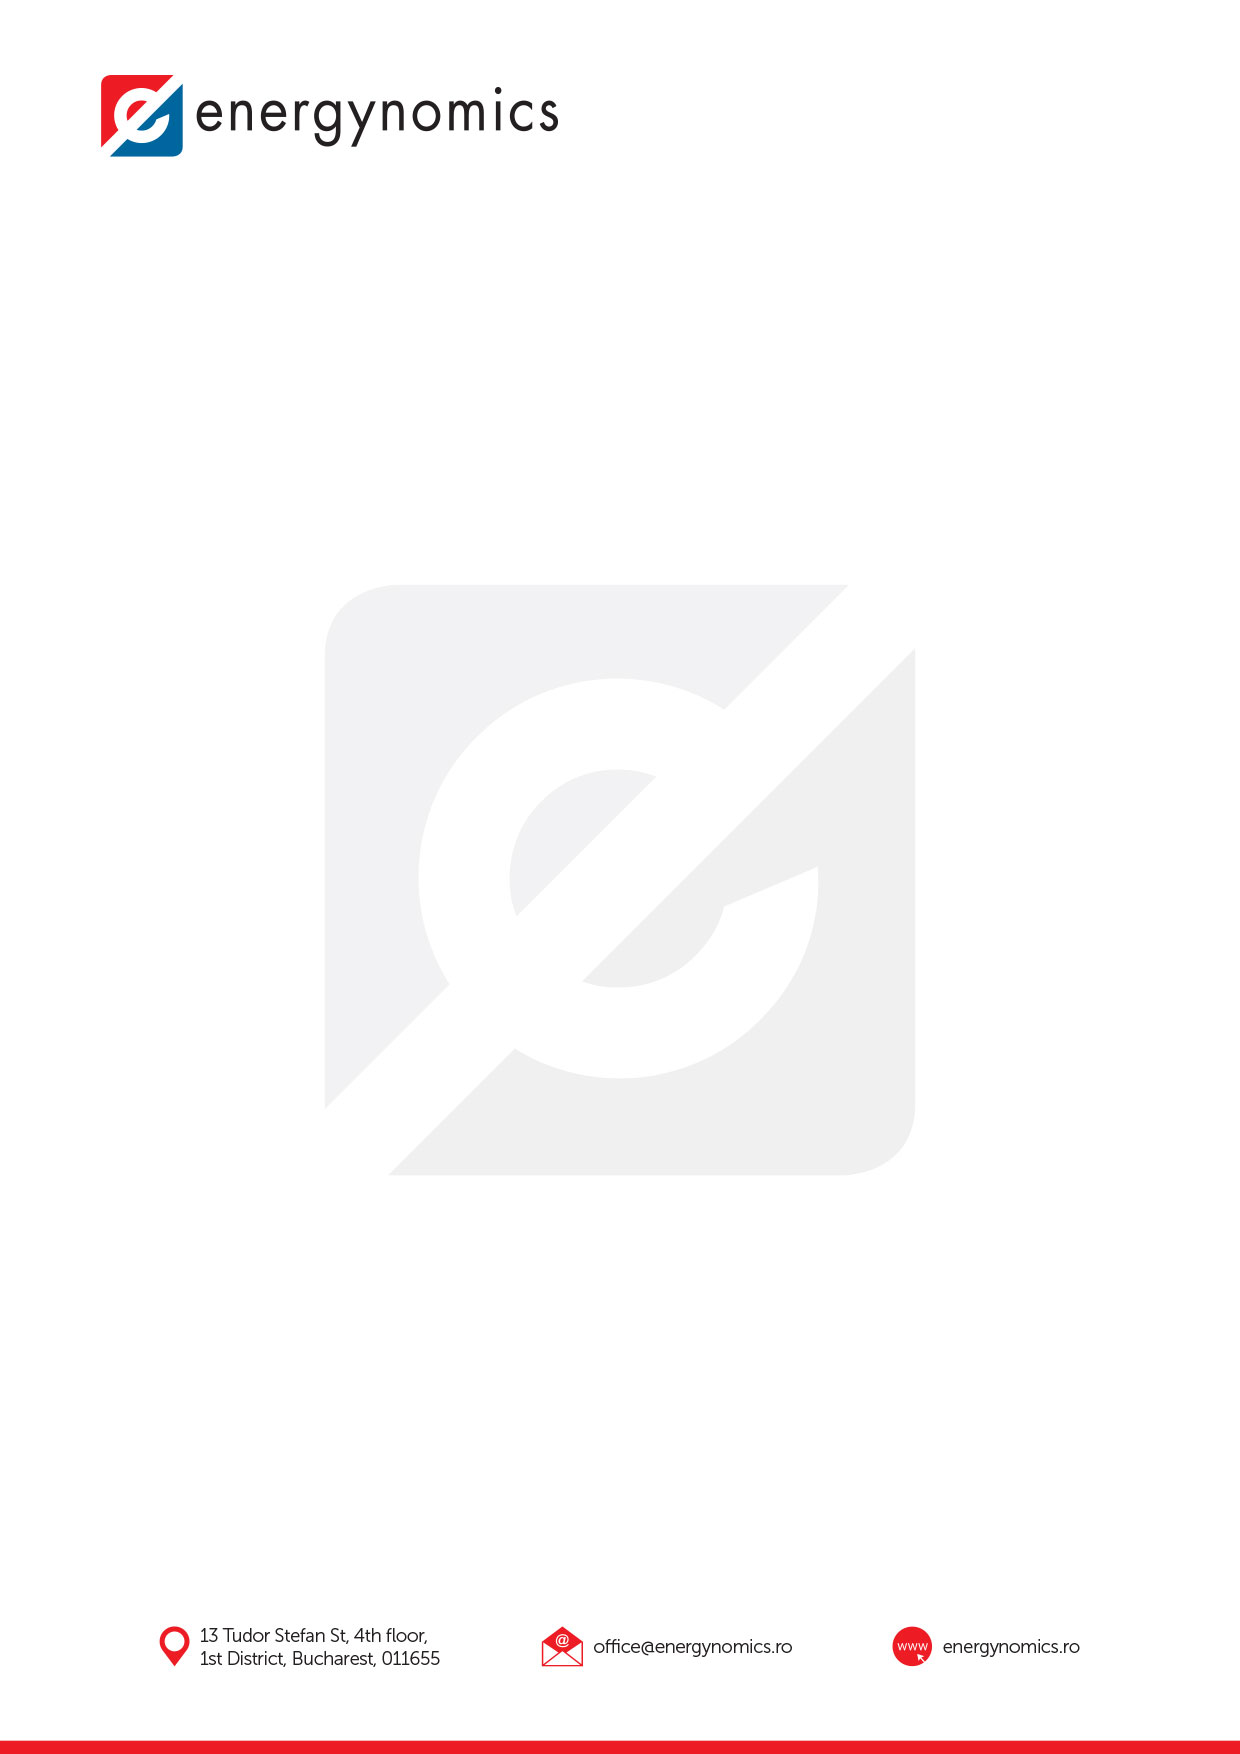 energynomics
13 Tudor Stefan St, 4th floor,
1st District, Bucharest, 011655
@
office@energynomics.ro
www
energynomics.ro